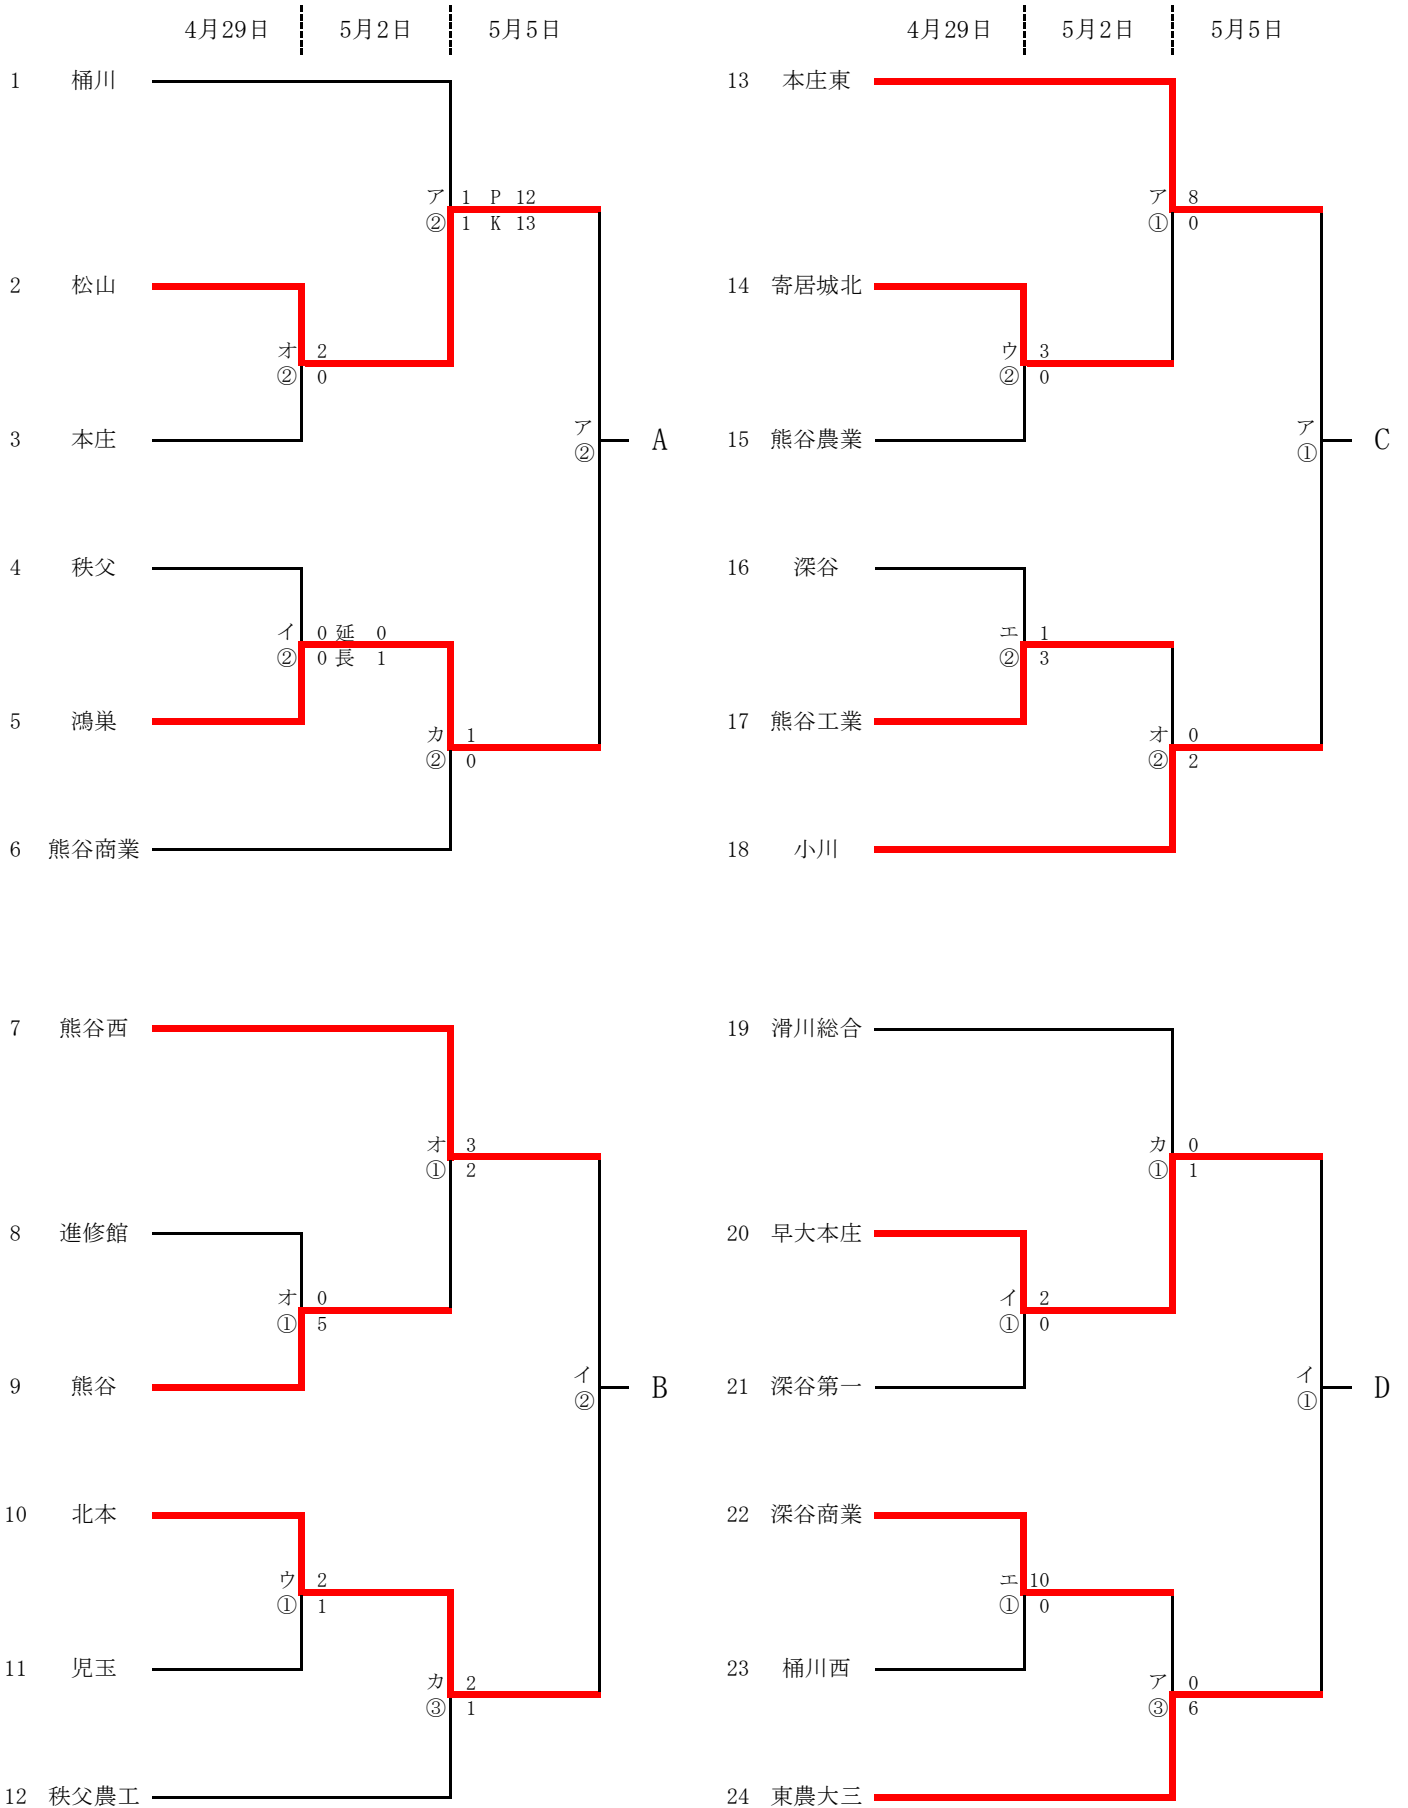 4月29日 5月2日 5月5日
1 桶川
ア 1 P 12
② 1 K 13
2 松山
オ 2
② 0
3 本庄
ア
② A
4 秩父
イ 0 延 0
② 0 長 1
5 鴻巣
カ 1
② 0
6 熊谷商業
7 熊谷西
オ 3
① 2
8 進修館
オ 0
① 5
9 熊谷
イ
② B
10 北本
ウ 2
① 1
11 児玉
カ 2
③ 1
12 秩父農工
4月29日 5月2日 5月5日
13 本庄東
ア 8
① 0
14 寄居城北
ウ 3
② 0
15 熊谷農業
ア
① C
16 深谷
エ 1
② 3
17 熊谷工業
オ 0
② 2
18 小川
19 滑川総合
カ 0
① 1
20 早大本庄
イ 2
① 0
21 深谷第一
イ
① D
22 深谷商業
エ 10
① 0
23 桶川西
ア 0
③ 6
24 東農大三